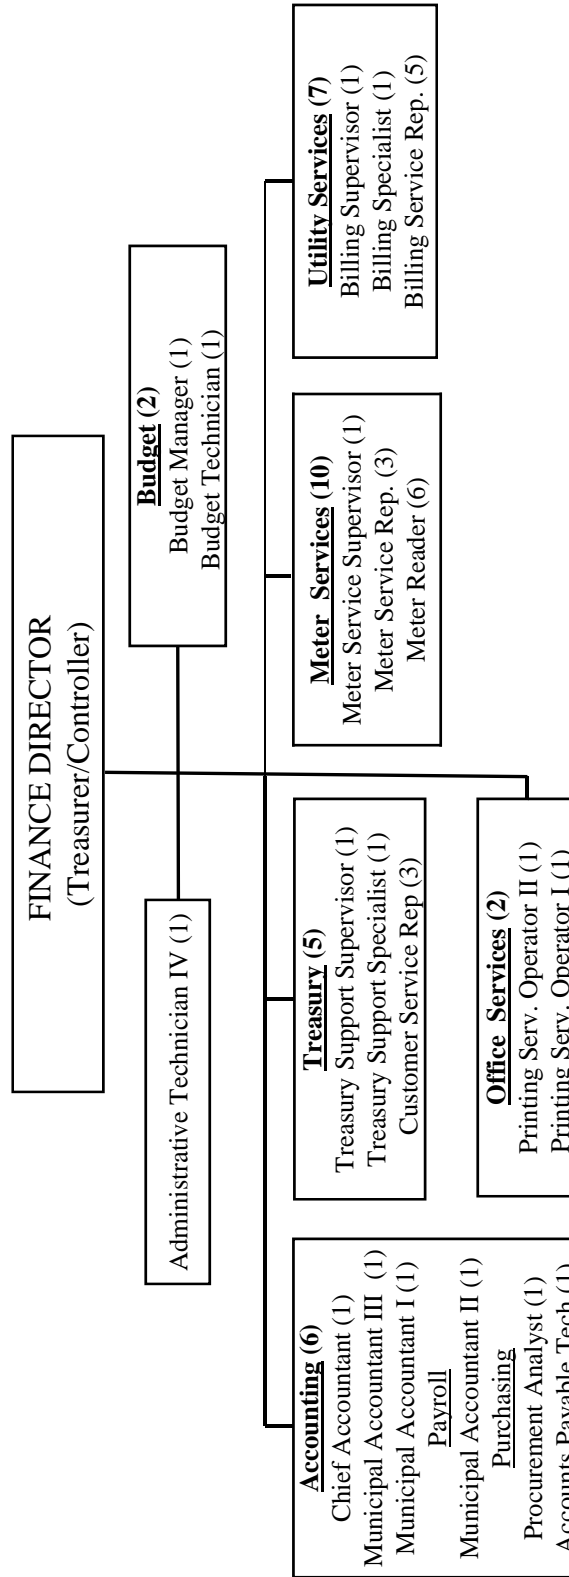 FINANCE DIRECTOR
(Treasurer/Controller)
Administrative Technician IV (1)
Budget (2)
Budget Manager (1)
Budget Technician (1)
Accounting (6)
Chief Accountant (1)
Municipal Accountant III (1)
Municipal Accountant I (1)
Payroll
Municipal Accountant II (1)
Purchasing
Procurement Analyst (1)
Accounts Payable Tech (1)
Treasury (5)
Treasury Support Supervisor (1)
Treasury Support Specialist (1)
Customer Service Rep (3)
Meter Services (10)
Meter Service Supervisor (1)
Meter Service Rep. (3)
Meter Reader (6)
Utility Services (7)
Billing Supervisor (1)
Billing Specialist (1)
Billing Service Rep. (5)
Office Services (2)
Printing Serv. Operator II (1)
Printing Serv. Operator I (1)